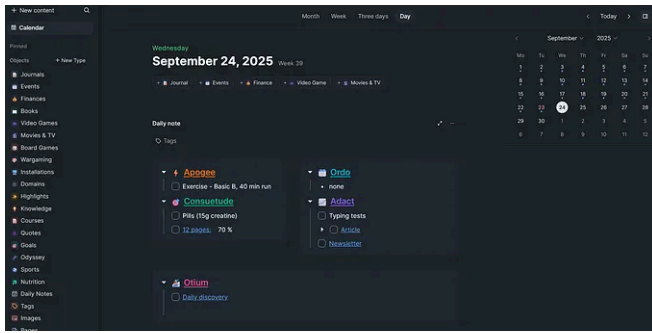 + New content
Calendar
Pinned
Objects + New Type
Journals
Events
Finances
Books
Video Games
Movies & TV
Board Games
Wargaming
Installations
Domains
Highlights
Knowledge
Courses
Quotes
Goals
Odyssey
Sports
Nutrition
Daily Notes
Tags
Images
Pages
Month Week Three days Day
Today
Wednesday
September 24, 2025 Week 39
+ Journal + Events + Finance + Video Game + Movies & TV
Daily note
Tags
Apogee
Exercise - Basic B, 40 min run
Consuetude
Pills (15g creatine)
12 pages: 70 %
Ordo
none
Adact
Typing tests
Article
Newsletter
Otium
Daily discovery
September 2025
Mo Tu We Th Fr Sa Su
1 2 3 4 5 6 7
8 9 10 11 12 13 14
15 16 17 18 19 20 21
22 23 24 25 26 27 28
29 30 1 2 3 4 5
6 7 8 9 10 11 12